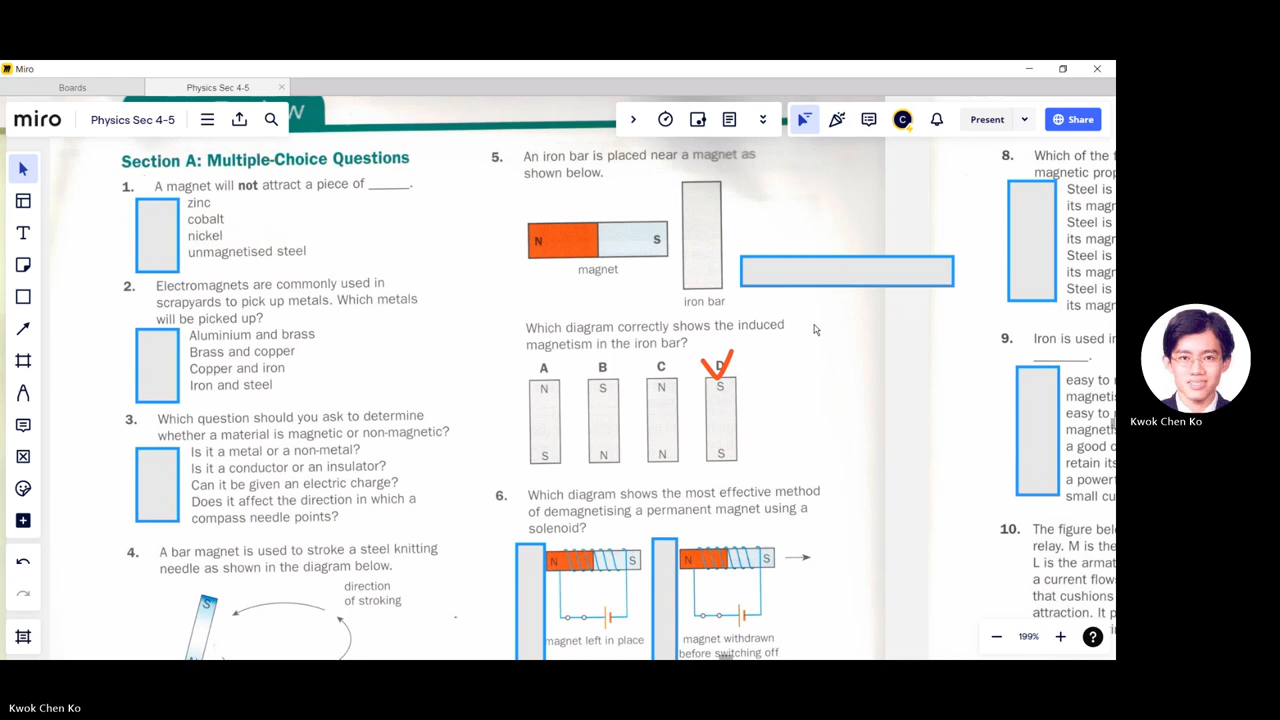 Miro
Boards
Physics Sec 4-5
miro
Physics Sec 4-5
C
Present
Share
W
Section A: Multiple-Choice Questions
1. A magnet will not attract a piece of ______.
zinc
cobalt
nickel
unmagnetised steel
2. Electromagnets are commonly used in
scrapyards to pick up metals. Which metals
will be picked up?
Aluminium and brass
Brass and copper
Copper and iron
Iron and steel
3. Which question should you ask to determine
whether a material is magnetic or non-magnetic?
Is it a metal or a non-metal?
Is it a conductor or an insulator?
Can it be given an electric charge?
Does it affect the direction in which a
compass needle points?
4. A bar magnet is used to stroke a steel knitting
needle as shown in the diagram below.
direction
of stroking
S
5. An iron bar is placed near a magnet as
shown below.
N S
magnet
iron bar
Which diagram correctly shows the induced
magnetism in the iron bar?
A B C D
N S N S
S N N S
6. Which diagram shows the most effective method
of demagnetising a permanent magnet using a
solenoid?
N S N S
magnet left in place
magnet withdrawn
before switching off
8. Which of the f
magnetic prop
Steel is
its magn
Steel is
its magn
Steel is
its magn
Steel is
its magn
9. Iron is used in
______.
easy to
magnetis
easy to
magnetis
a good
retain its
a power
small cu
10. The figure bel
relay. M is the
L is the armat
a current flow
that cushions
attraction. It p
199%
Kwok Chen Ko
Kwok Chen Ko